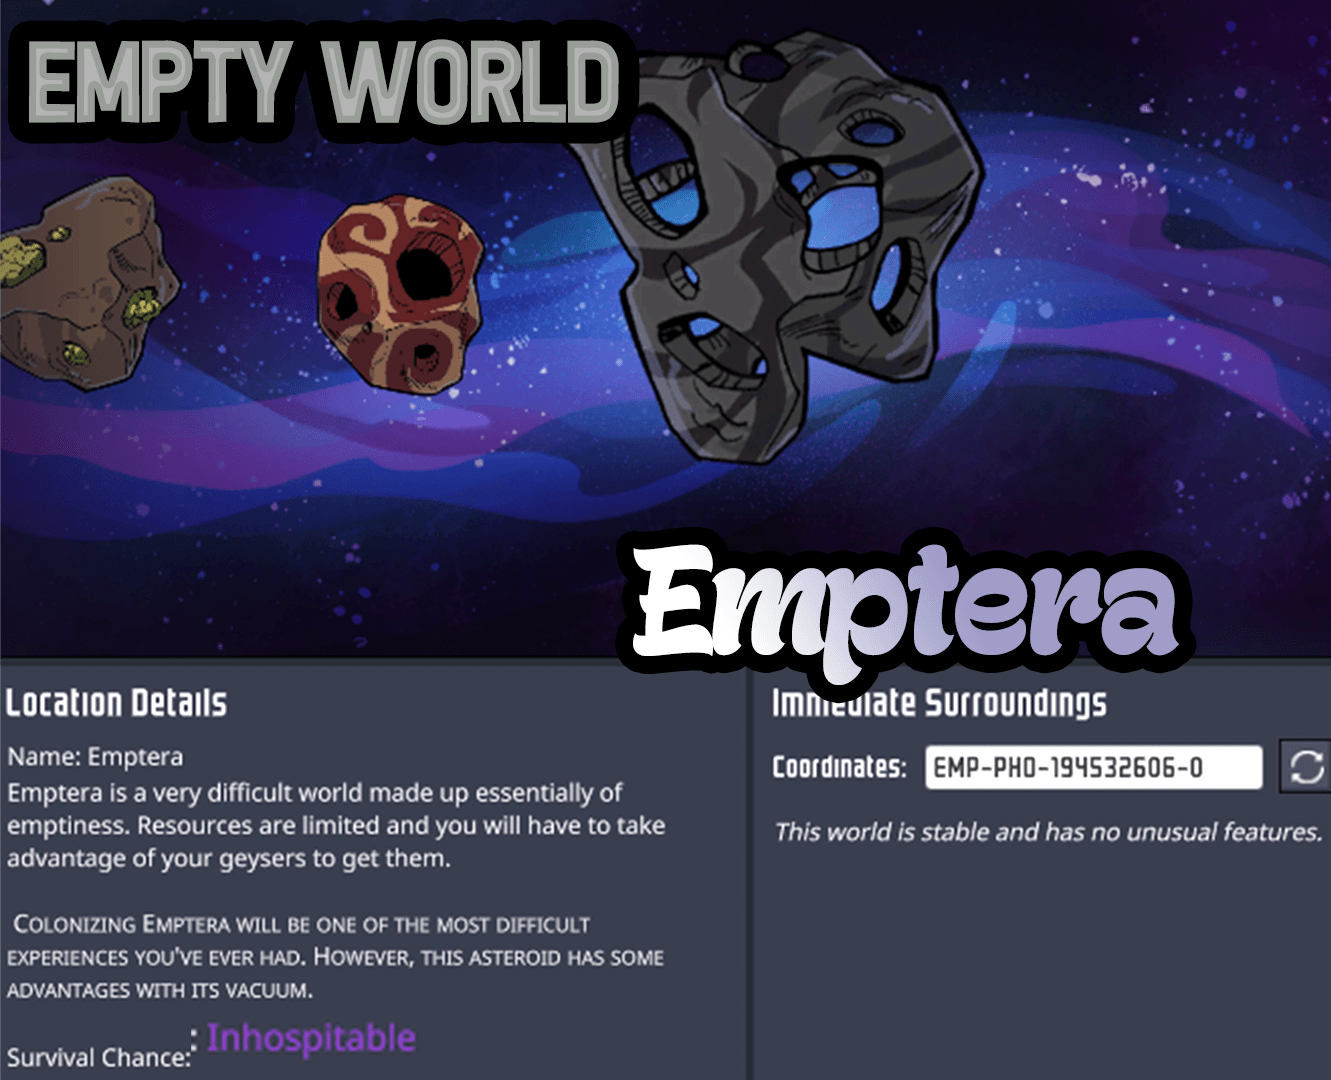 EMPTY WORLD
Emptera
Location Details
Name: Emptera
Emptera is a very difficult world made up essentially of
emptiness. Resources are limited and you will have to take
advantage of your geysers to get them.
Colonizing Emptera will be one of the most difficult
experiences you've ever had. However, this asteroid has some
advantages with its vacuum.
Survival Chance: : Inhospitable
Immediate Surroundings
Coordinates: EMP-PHO-194532606-0
This world is stable and has no unusual features.